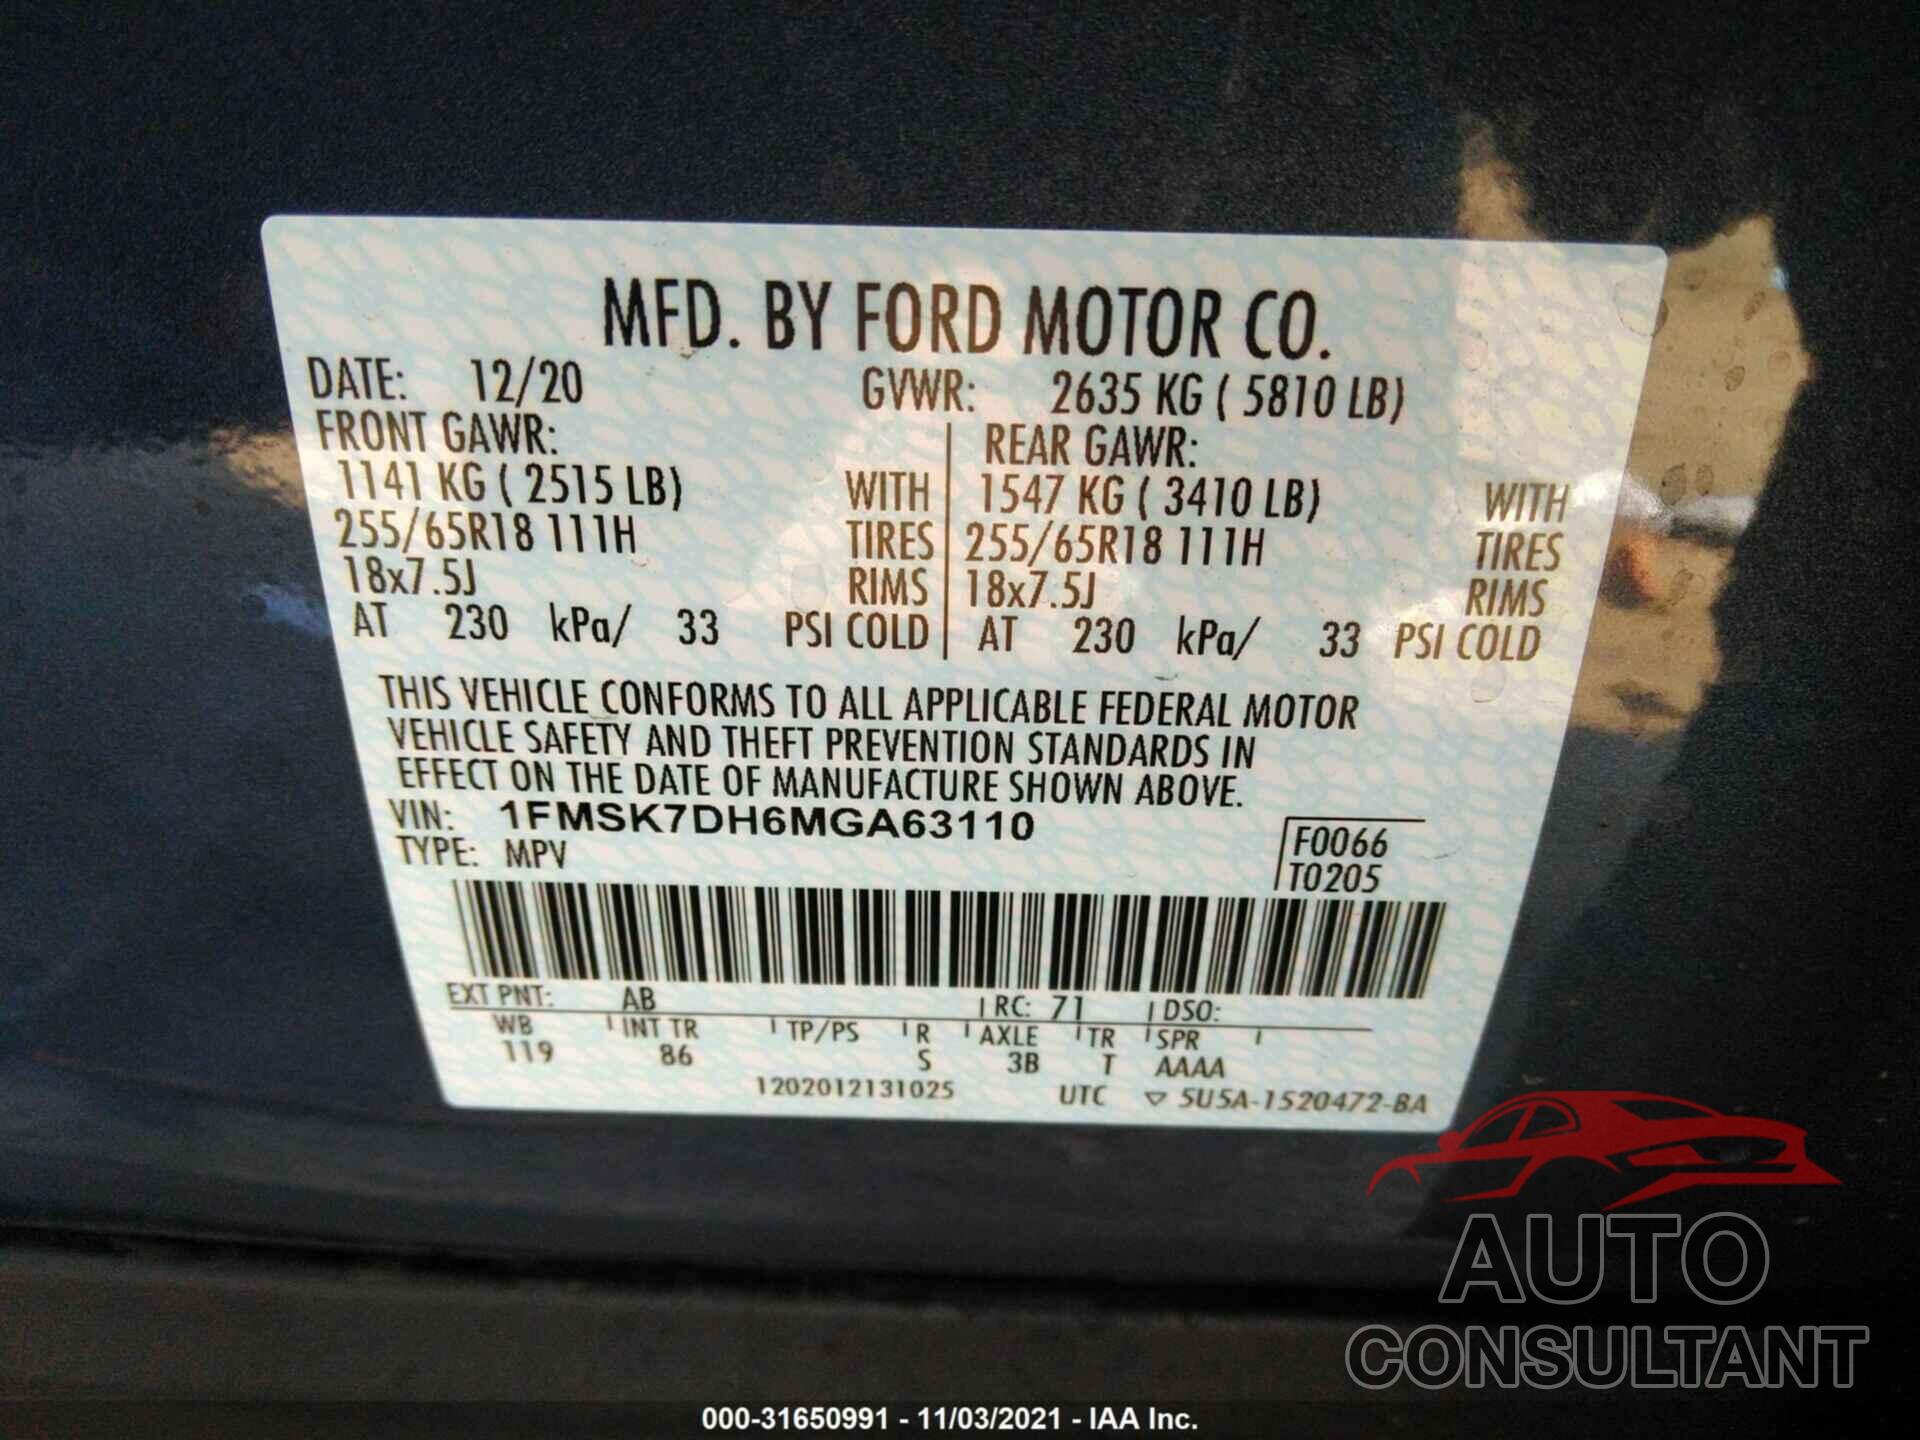 MFD. BY FORD MOTOR CO.
DATE: 12/20 GVWR: 2635 KG ( 5810 LB)
FRONT GAWR: REAR GAWR:
1141 KG ( 2515 LB) WITH 1547 KG ( 3410 LB) WITH
255/65R18 111H TIRES 255/65R18 111H TIRES
18x7.5J RIMS 18x7.5J RIMS
AT 230 kPa/ 33 PSI COLD AT 230 kPa/ 33 PSI COLD
THIS VEHICLE CONFORMS TO ALL APPLICABLE FEDERAL MOTOR
VEHICLE SAFETY AND THEFT PREVENTION STANDARDS IN
EFFECT ON THE DATE OF MANUFACTURE SHOWN ABOVE.
VIN: 1FMSK7DH6MGA63110
TYPE: MPV
F0066
T0205
EXT PNT: AB RC: 71 DSO:
WB INT TR TP/PS R AXLE TR SPR
119 86 S 3B T AAAA
1202012131025 UTC ▽ 5U5A-1520472-BA
AUTO
CONSULTANT
000-31650991 - 11/03/2021 - IAA Inc.